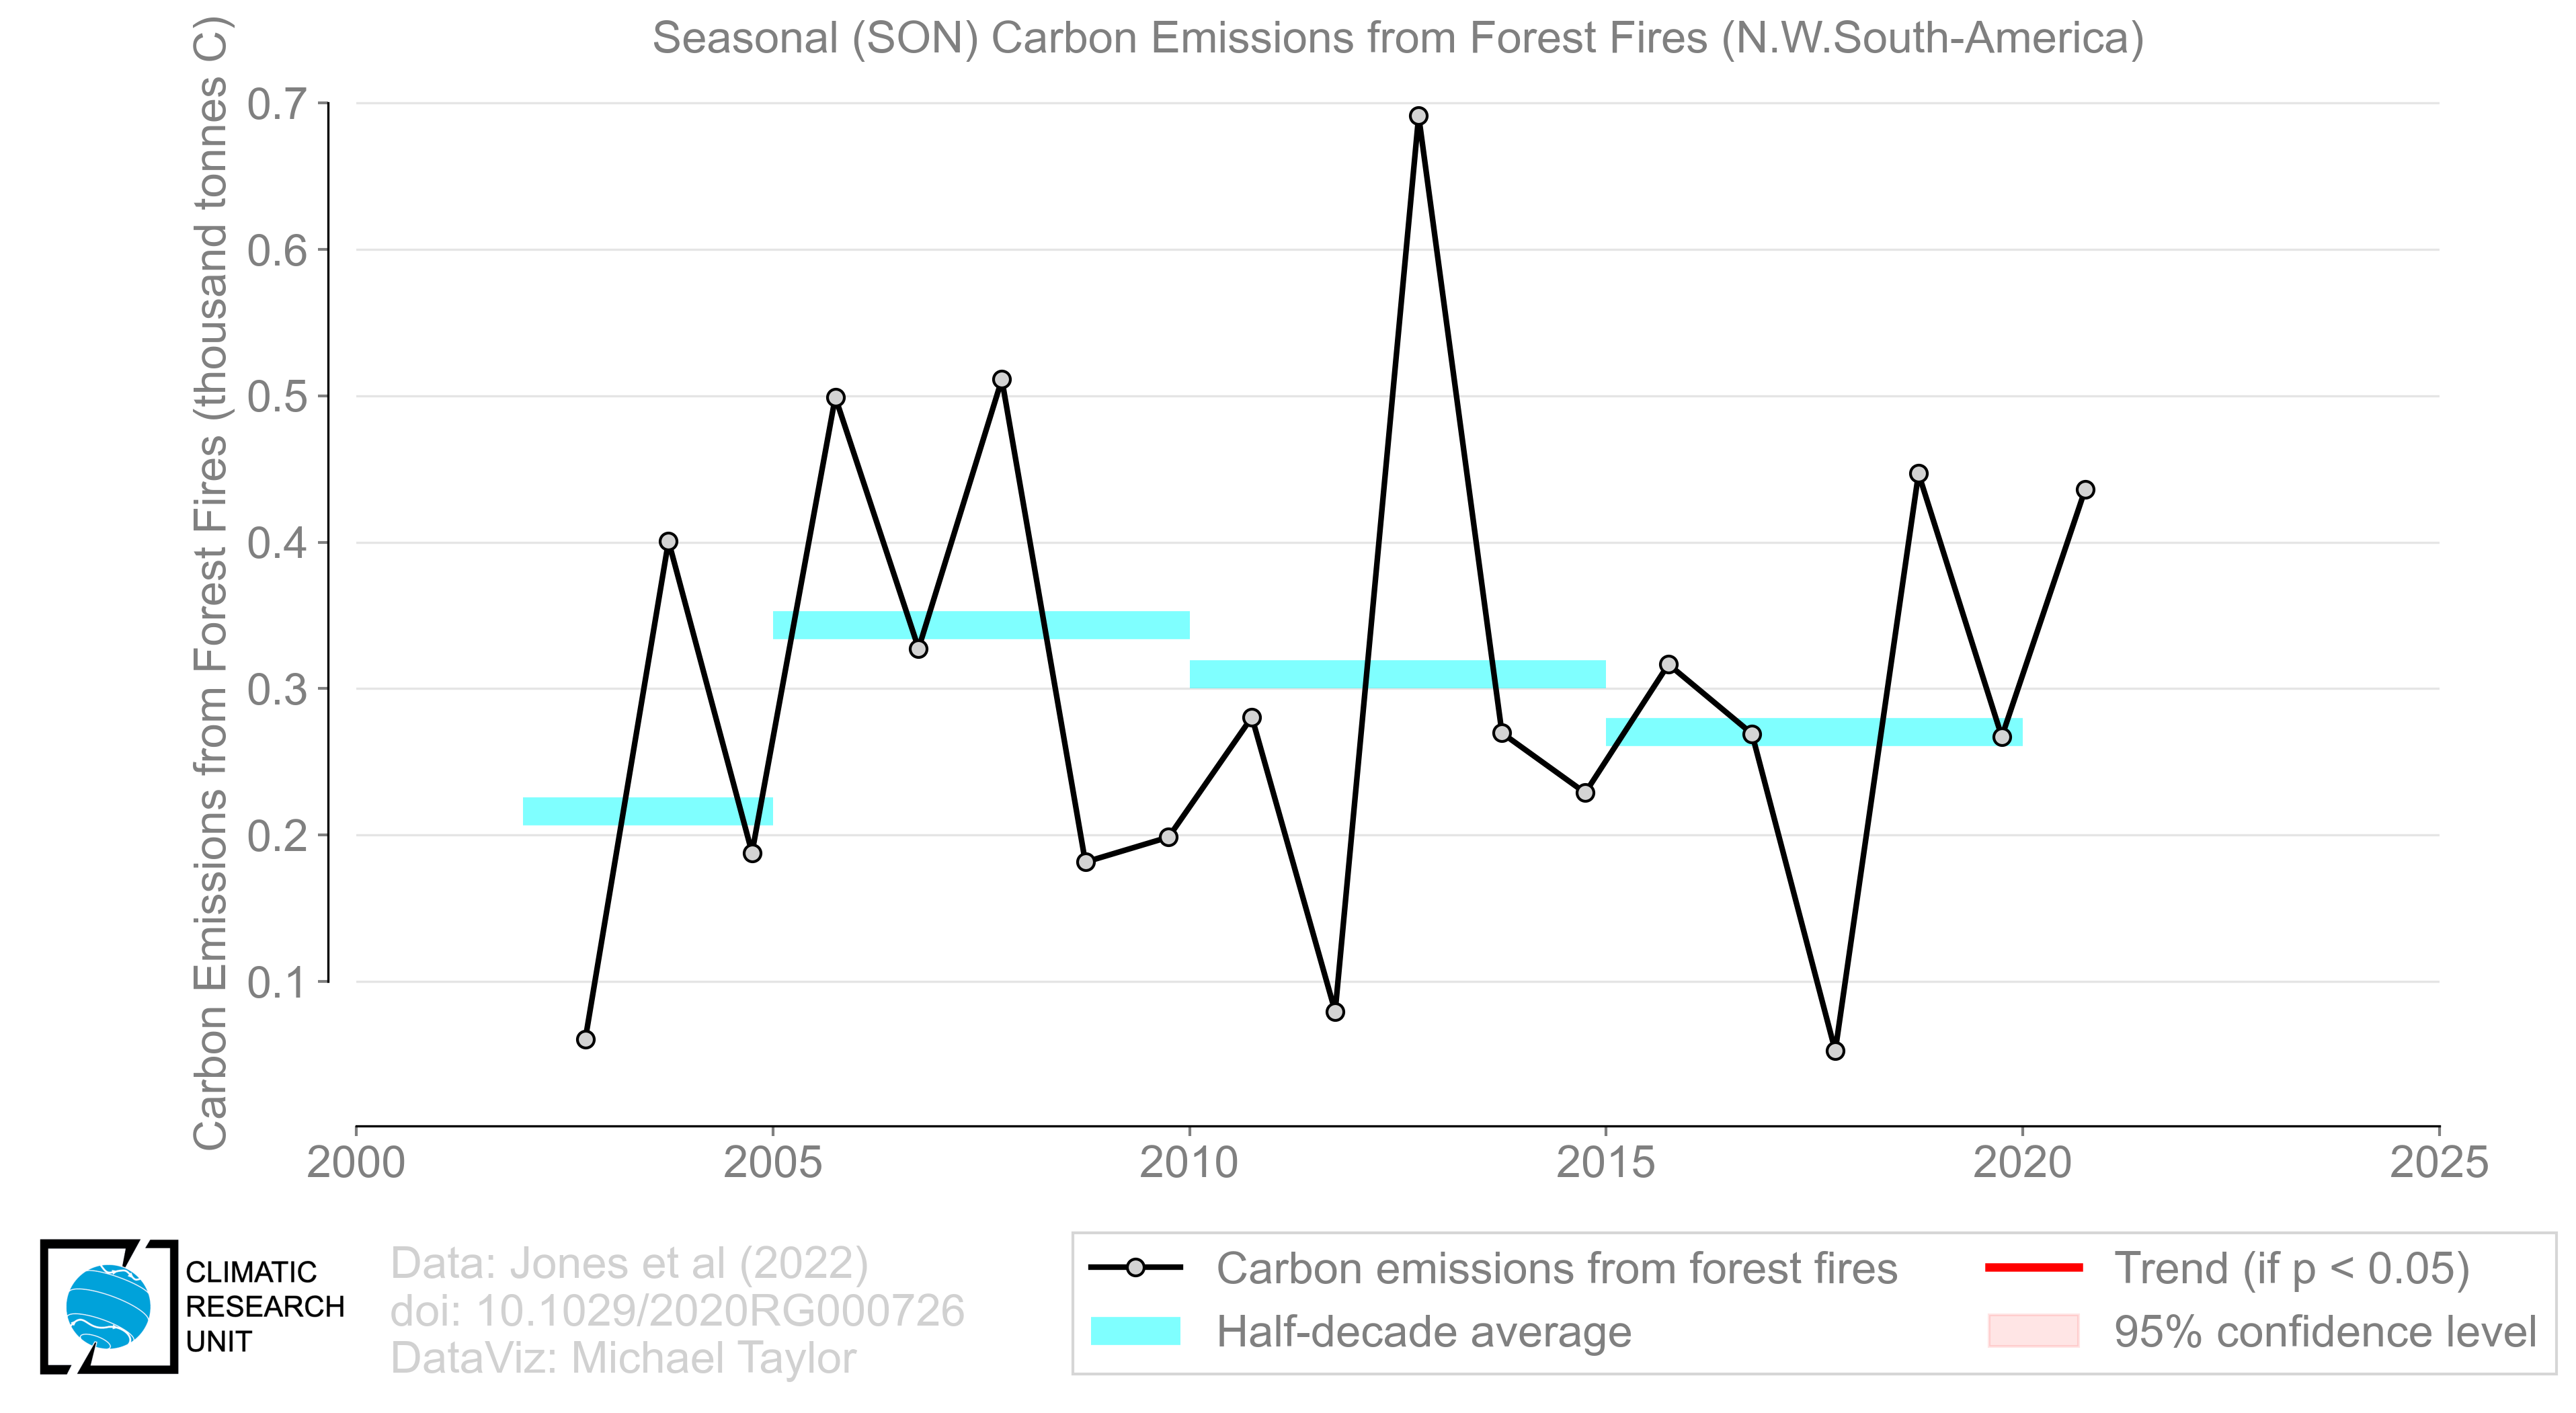 Seasonal (SON) Carbon Emissions from Forest Fires (N.W.South-America)
Carbon Emissions from Forest Fires (thousand tonnes C)
0.7
0.6
0.5
0.4
0.3
0.2
0.1
2000 2005 2010 2015 2020 2025
CLIMATIC
RESEARCH
UNIT
Data: Jones et al (2022)
doi: 10.1029/2020RG000726
DataViz: Michael Taylor
Carbon emissions from forest fires
Half-decade average
Trend (if p < 0.05)
95% confidence level